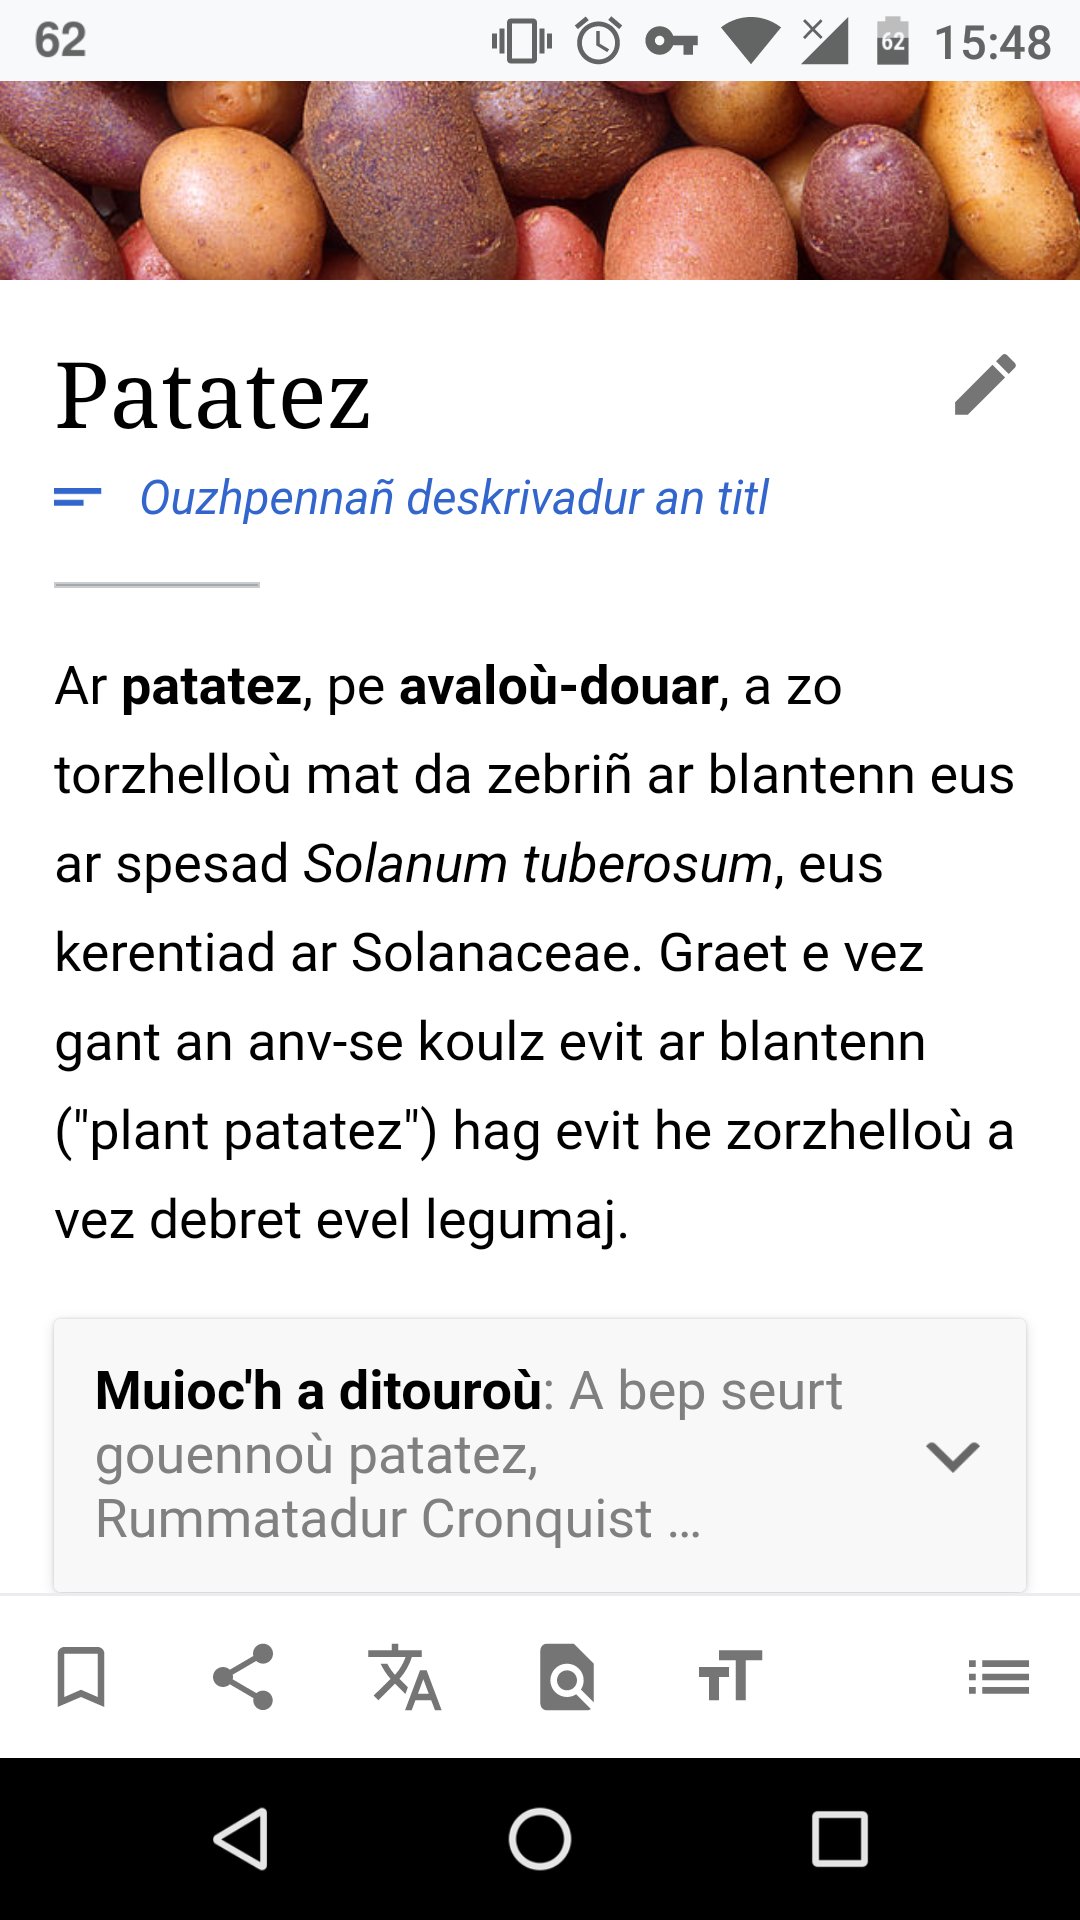 62
62
15:48
Patatez
Ouzhpennañ deskrivadur an titl
Ar patatez, pe avaloù-douar, a zo
torzhelloù mat da zebriñ ar blantenn eus
ar spesad Solanum tuberosum, eus
kerentiad ar Solanaceae. Graet e vez
gant an anv-se koulz evit ar blantenn
("plant patatez") hag evit he zorzhelloù a
vez debret evel legumaj.
Muioc'h a ditouroù: A bep seurt
gouennoù patatez,
Rummatadur Cronquist ...